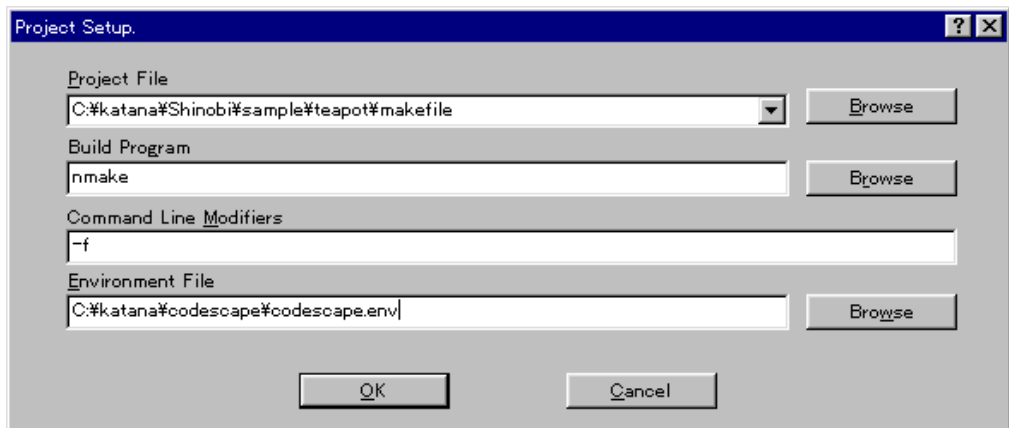 Project Setup.
Project File
C:¥katana¥Shinobi¥sample¥teapot¥makefile
Browse
Build Program
nmake
Browse
Command Line Modifiers
-f
Environment File
C:¥katana¥codescape¥codescape.env
Browse
OK
Cancel